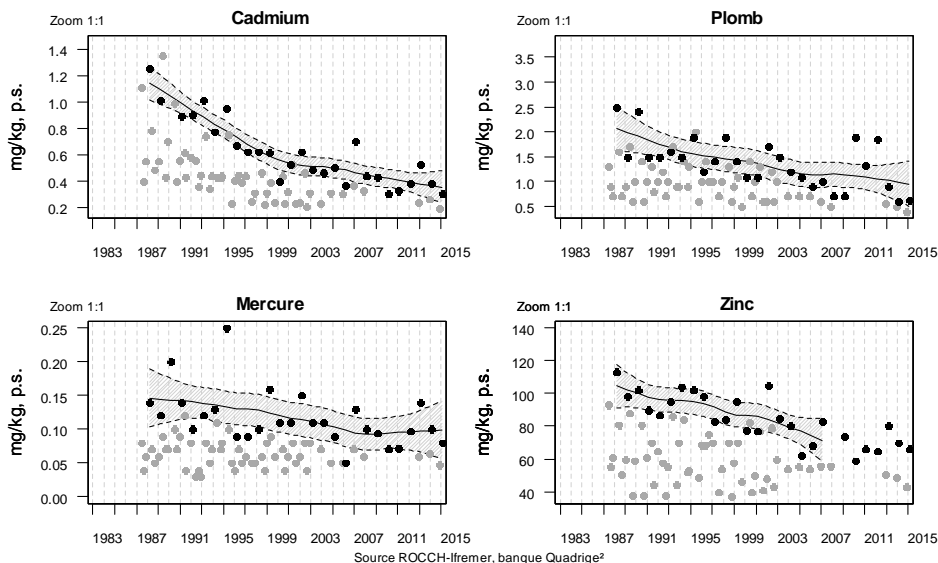 Zoom 1:1
Cadmium
mg/kg, p.s.
1.4
1.2
1.0
0.8
0.6
0.4
0.2
1983 1987 1991 1995 1999 2003 2007 2011 2015
Zoom 1:1
Plomb
mg/kg, p.s.
3.5
3.0
2.5
2.0
1.5
1.0
0.5
1983 1987 1991 1995 1999 2003 2007 2011 2015
Zoom 1:1
Mercure
mg/kg, p.s.
0.25
0.20
0.15
0.10
0.05
0.00
1983 1987 1991 1995 1999 2003 2007 2011 2015
Zoom 1:1
Zinc
mg/kg, p.s.
140
120
100
80
60
40
1983 1987 1991 1995 1999 2003 2007 2011 2015
Source ROCCH-Ifremer, banque Quadrige²